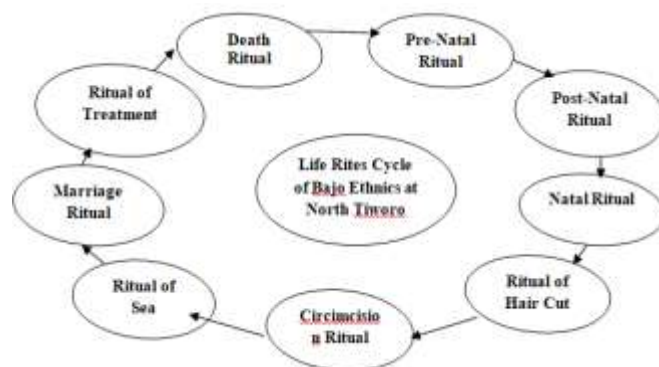 Death
Ritual
Pre-Natal
Ritual
Post-Natal
Ritual
Natal Ritual
Ritual of
Hair Cut
Circimcisio
n Ritual
Ritual of
Sea
Marriage
Ritual
Ritual of
Treatment
Life Rites Cycle
of Bajo Ethnics at
North Tiworo